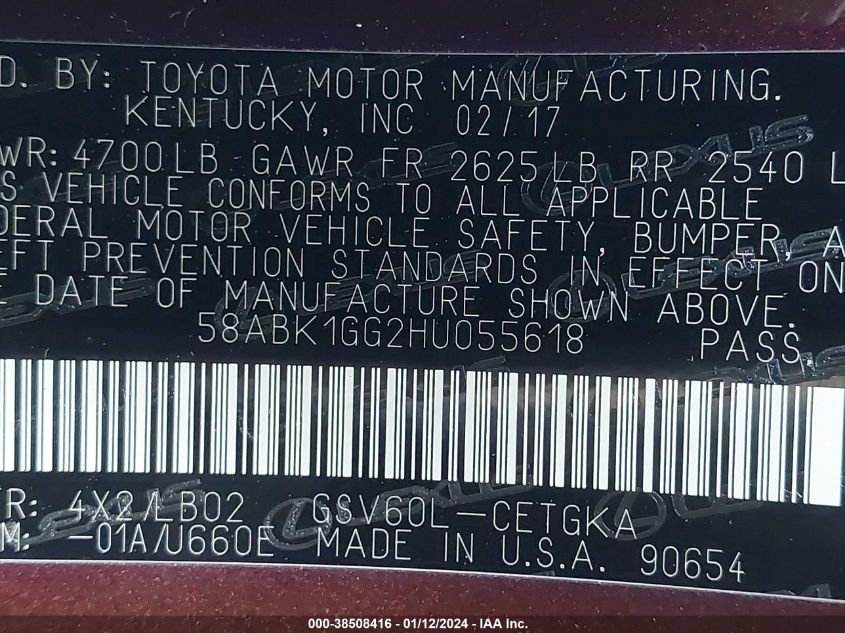 D. BY: TOYOTA MOTOR MANUFACTURING.
KENTUCKY, INC 02/17
WR: 4700LB GAWR FR 2625LB RR 2540 L
S VEHICLE CONFORMS TO ALL APPLICABLE
DERAL MOTOR VEHICLE SAFETY, BUMPER, A
EFT PREVENTION STANDARDS IN EFFECT ON
E DATE OF MANUFACTURE SHOWN ABOVE.
58ABK1GG2HU055618 PASS
R: 4X2/LB02 GSV60L-CETGKA
M: -01A/U660E MADE IN U.S.A. 90654
LEXUS
000-38508416 - 01/12/2024 - IAA Inc.